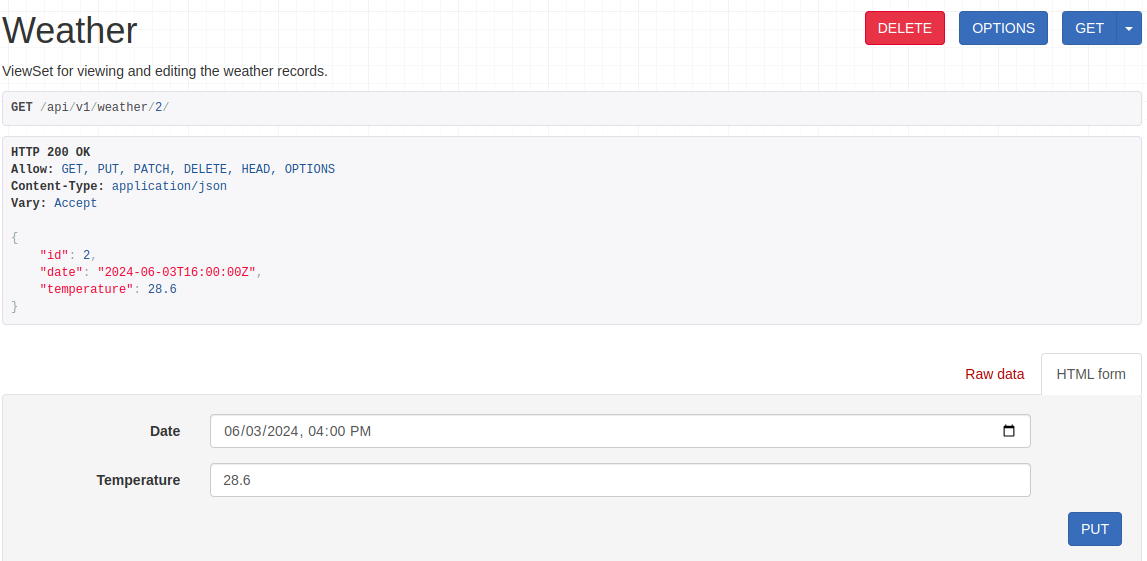 Weather
DELETE
OPTIONS
GET
ViewSet for viewing and editing the weather records.
GET /api/v1/weather/2/
HTTP 200 OK
Allow: GET, PUT, PATCH, DELETE, HEAD, OPTIONS
Content-Type: application/json
Vary: Accept
{
    "id": 2,
    "date": "2024-06-03T16:00:00Z",
    "temperature": 28.6
}
Raw data
HTML form
Date
06/03/2024, 04:00 PM
Temperature
28.6
PUT